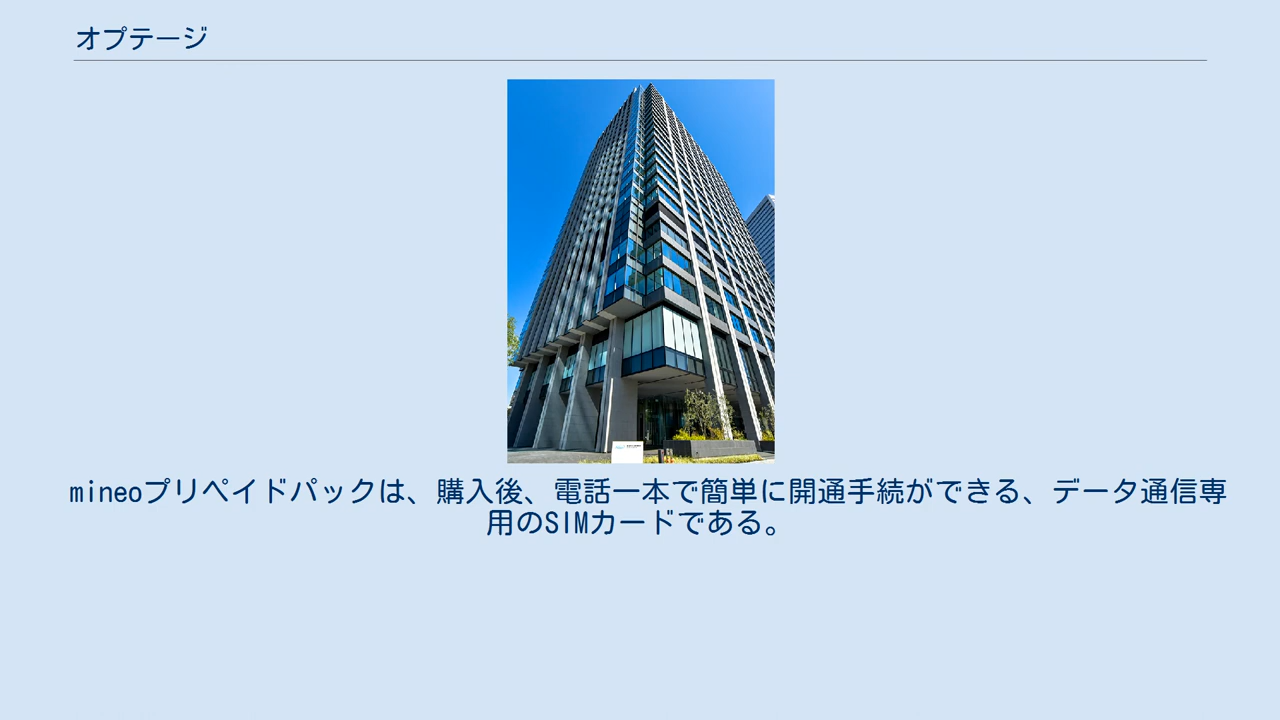 オプテージ
mineoプリペイドパックは、購入後、電話一本で簡単に開通手続ができる、データ通信専
用のSIMカードである。